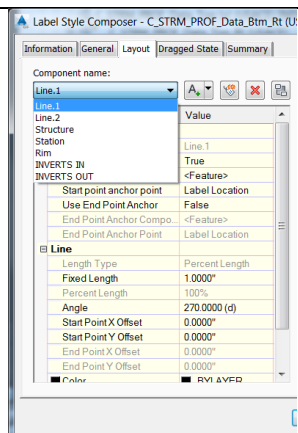 Label Style Composer - C_STRM_PROF_Data_Btm_Rt (U
Information General Layout Dragged State Summary
Component name:
Line.1
Line.1
Line.2
Structure
Station
Rim
INVERTS IN
INVERTS OUT
Value
Line.1
True
<Feature>
Start point anchor point Label Location
Use End Point Anchor False
End Point Anchor Compo... <Feature>
End Point Anchor Point Label Location
Line
Length Type Percent Length
Fixed Length 1.0000"
Percent Length 100%
Angle 270.0000 (d)
Start Point X Offset 0.0000"
Start Point Y Offset 0.0000"
End Point X Offset 0.0000"
End Point Y Offset 0.0000"
Color BYLAYER